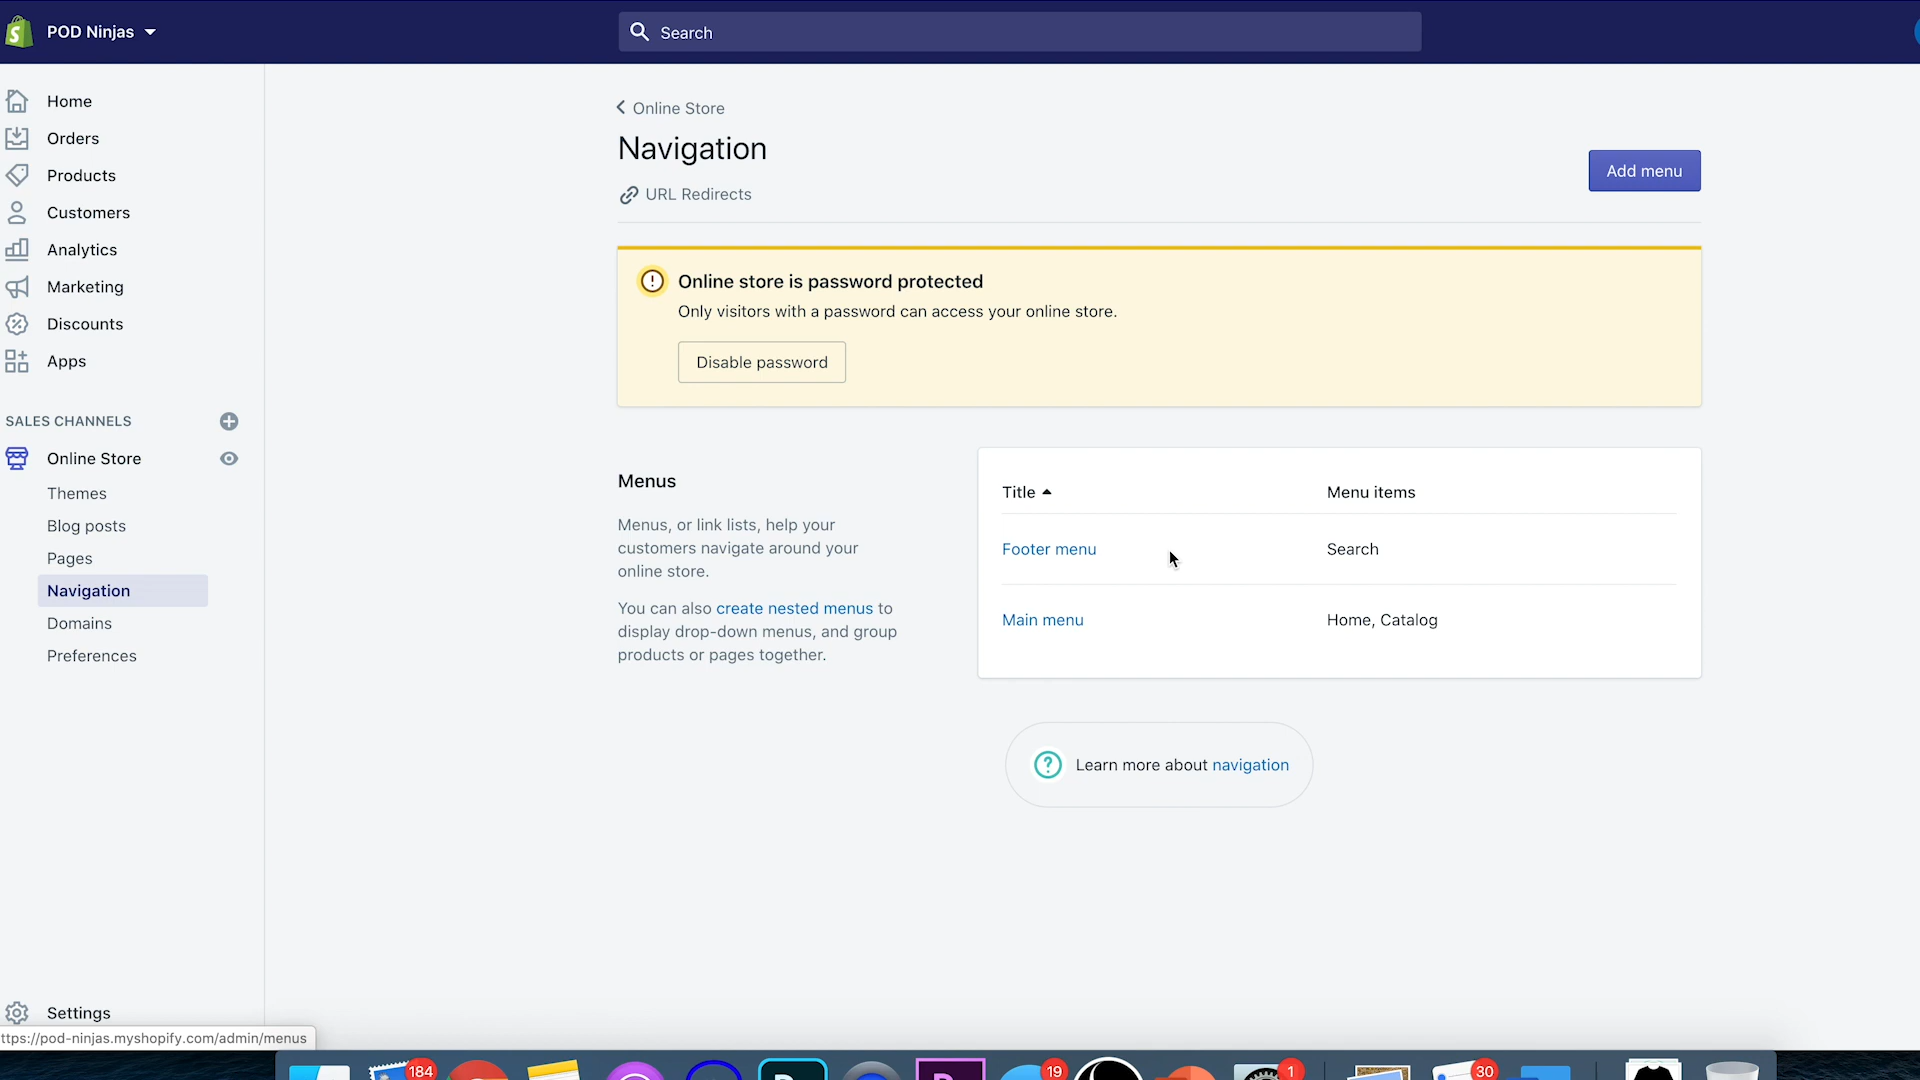 POD Ninjas
Search
Home
Orders
Products
Customers
Analytics
Marketing
Discounts
Apps
SALES CHANNELS
Online Store
Themes
Blog posts
Pages
Navigation
Domains
Preferences
Settings
ttps://pod-ninjas.myshopify.com/admin/menus
Online Store
Navigation
URL Redirects
Add menu
Online store is password protected
Only visitors with a password can access your online store.
Disable password
Menus
Menus, or link lists, help your
customers navigate around your
online store.
You can also create nested menus to
display drop-down menus, and group
products or pages together.
Title Menu items
Footer menu Search
Main menu Home, Catalog
Learn more about navigation
184
19
1
30